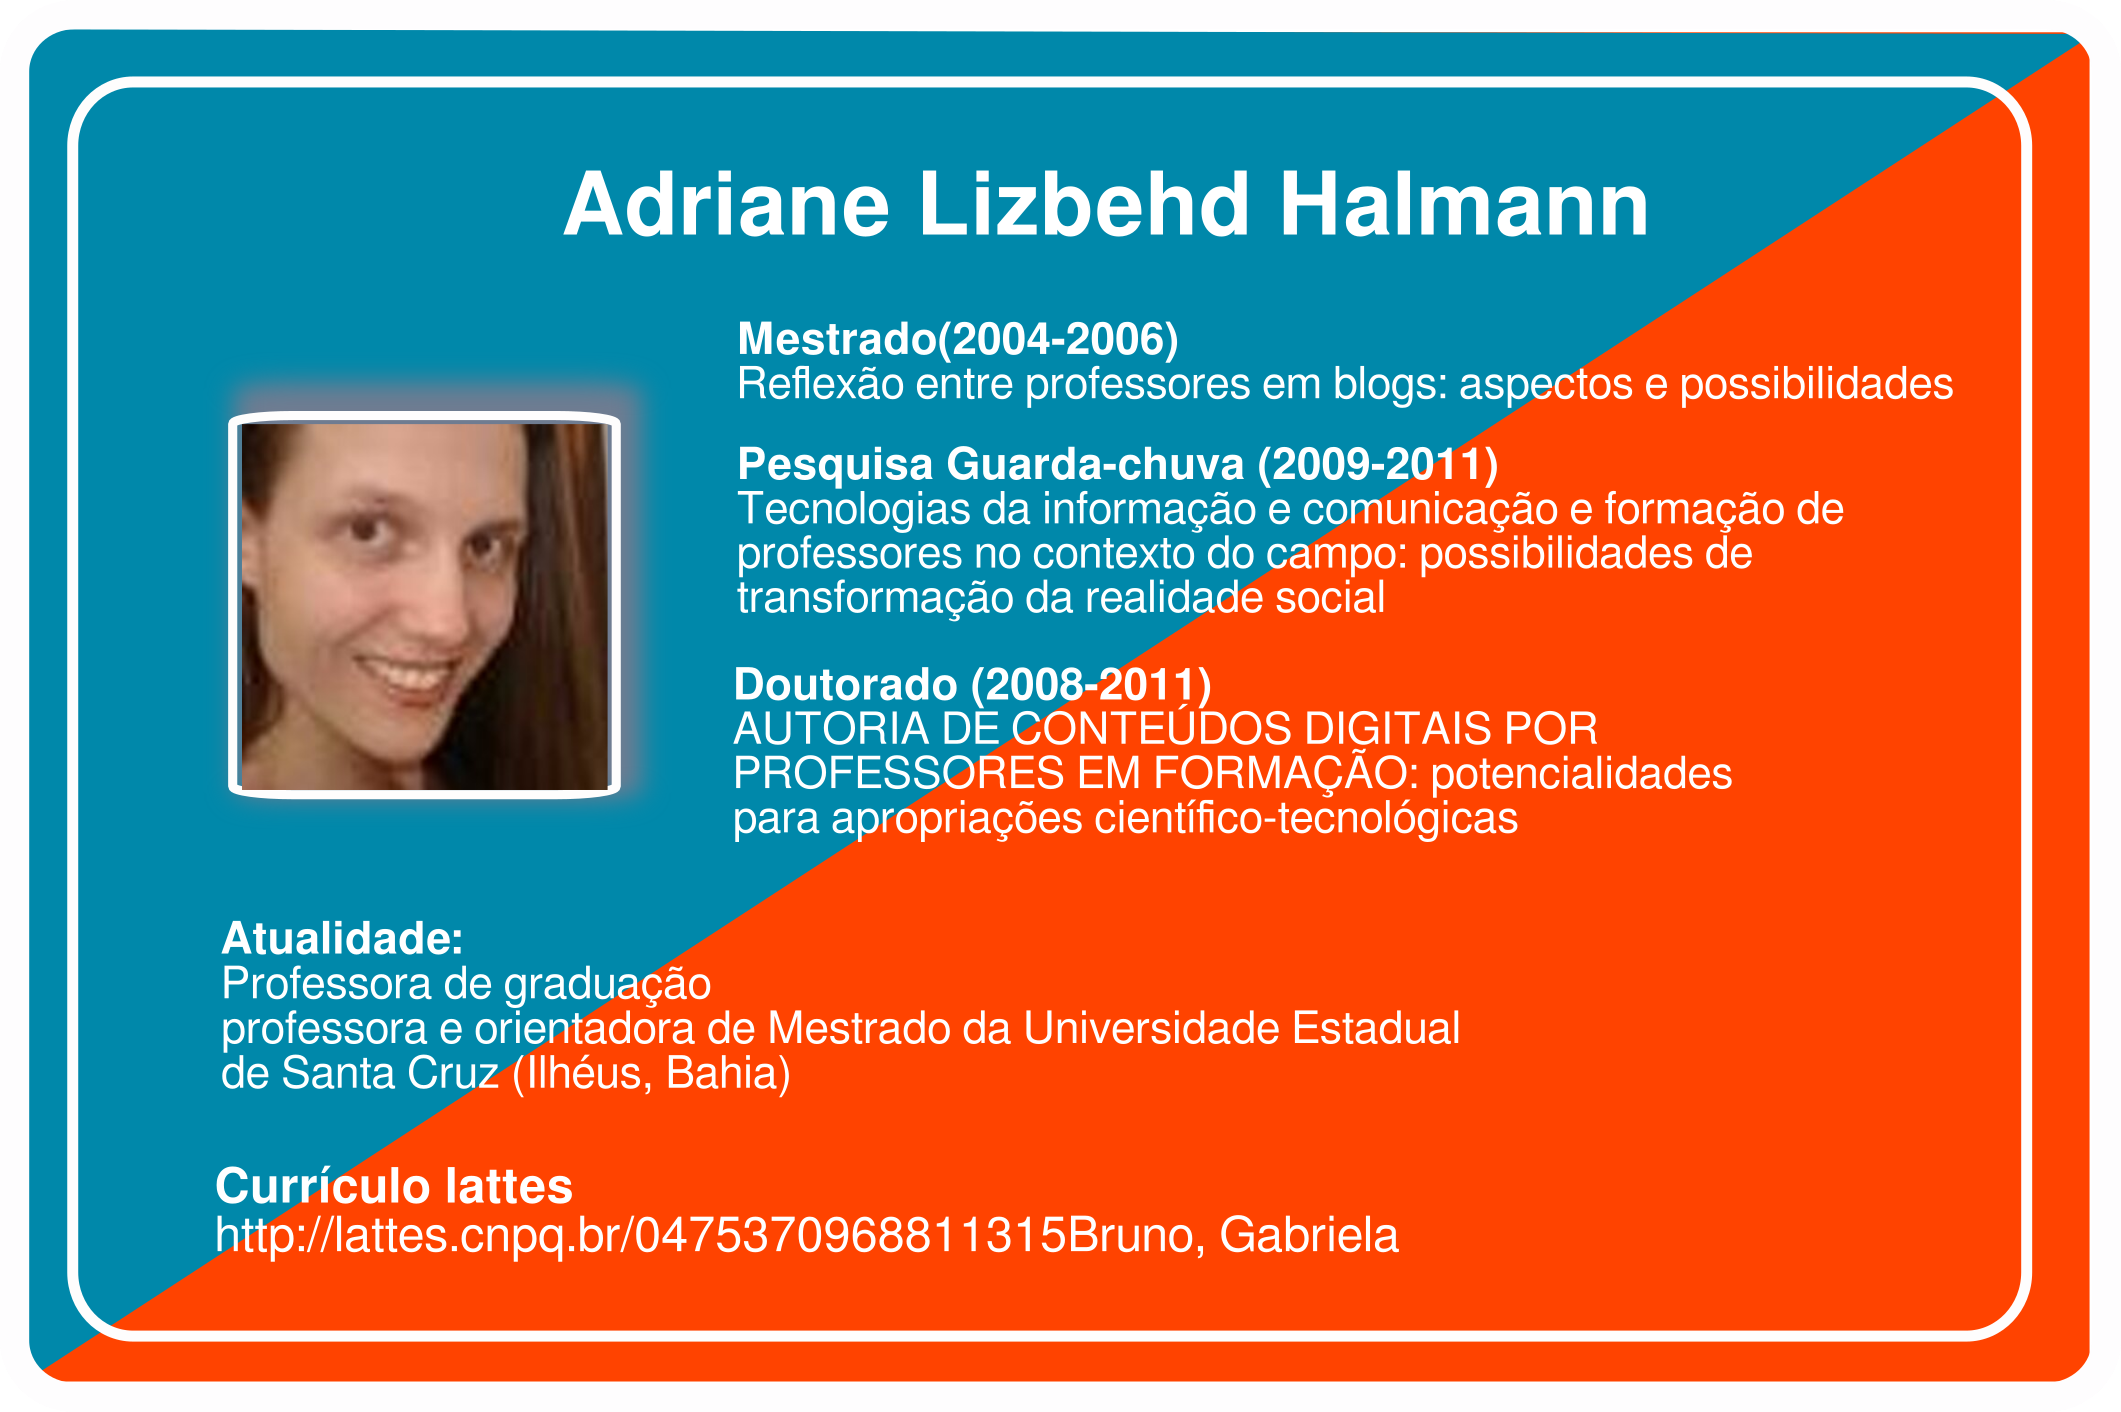 Adriane Lizbehd Halmann
Mestrado(2004-2006)
Reflexão entre professores em blogs: aspectos e possibilidades
Pesquisa Guarda-chuva (2009-2011)
Tecnologias da informação e comunicação e formação de
professores no contexto do campo: possibilidades de
transformação da realidade social
Doutorado (2008-2011)
AUTORIA DE CONTEÚDOS DIGITAIS POR
PROFESSORES EM FORMAÇÃO: potencialidades
para apropriações científico-tecnológicas
Atualidade:
Professora de graduação
professora e orientadora de Mestrado da Universidade Estadual
de Santa Cruz (Ilhéus, Bahia)
Currículo lattes
http://lattes.cnpq.br/0475370968811315Bruno, Gabriela